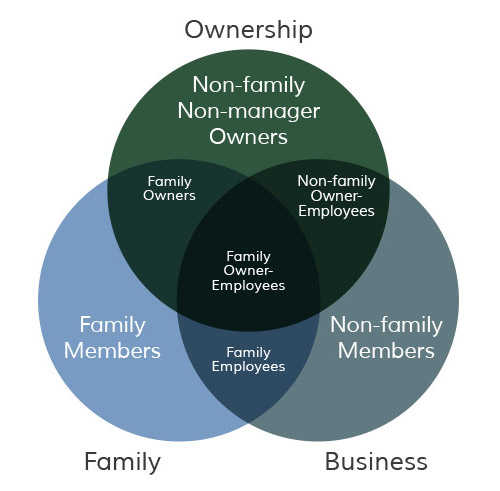 Ownership
Non-family
Non-manager
Owners
Family
Owners
Non-family
Owner-
Employees
Family
Owner-
Employees
Family
Members
Family
Employees
Non-family
Members
Family
Business